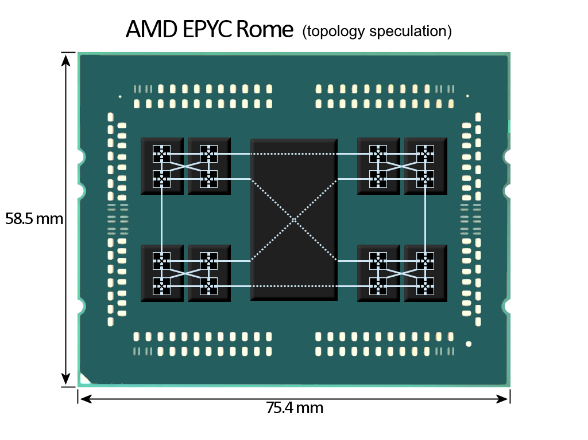 AMD EPYC Rome (topology speculation)
58.5 mm
75.4 mm